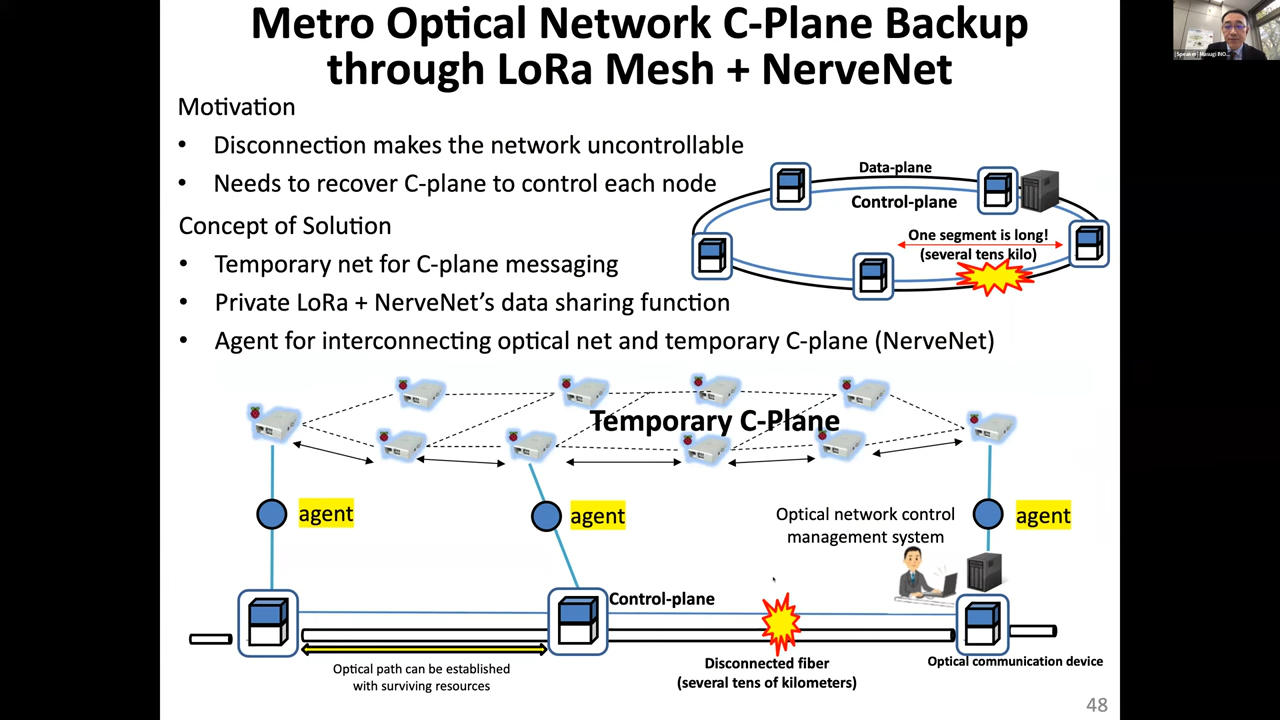 Metro Optical Network C-Plane Backup
through LoRa Mesh + NerveNet
Motivation
• Disconnection makes the network uncontrollable
• Needs to recover C-plane to control each node
Concept of Solution
• Temporary net for C-plane messaging
• Private LoRa + NerveNet's data sharing function
• Agent for interconnecting optical net and temporary C-plane (NerveNet)
Data-plane
Control-plane
One segment is long!
(several tens kilo)
Temporary C-Plane
agent
agent
agent
Optical network control
management system
Control-plane
Optical path can be established
with surviving resources
Disconnected fiber
(several tens of kilometers)
Optical communication device
48